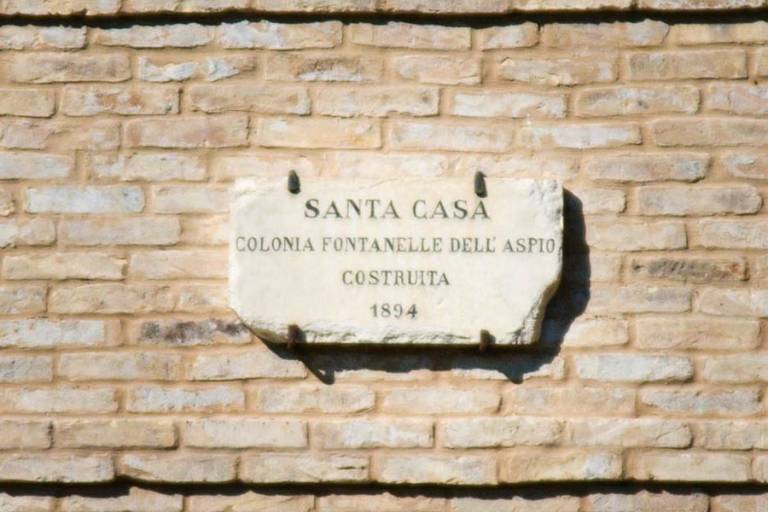 SANTA CASA
COLONIA FONTANELLE DELL' ASPIO
COSTRUITA
1894